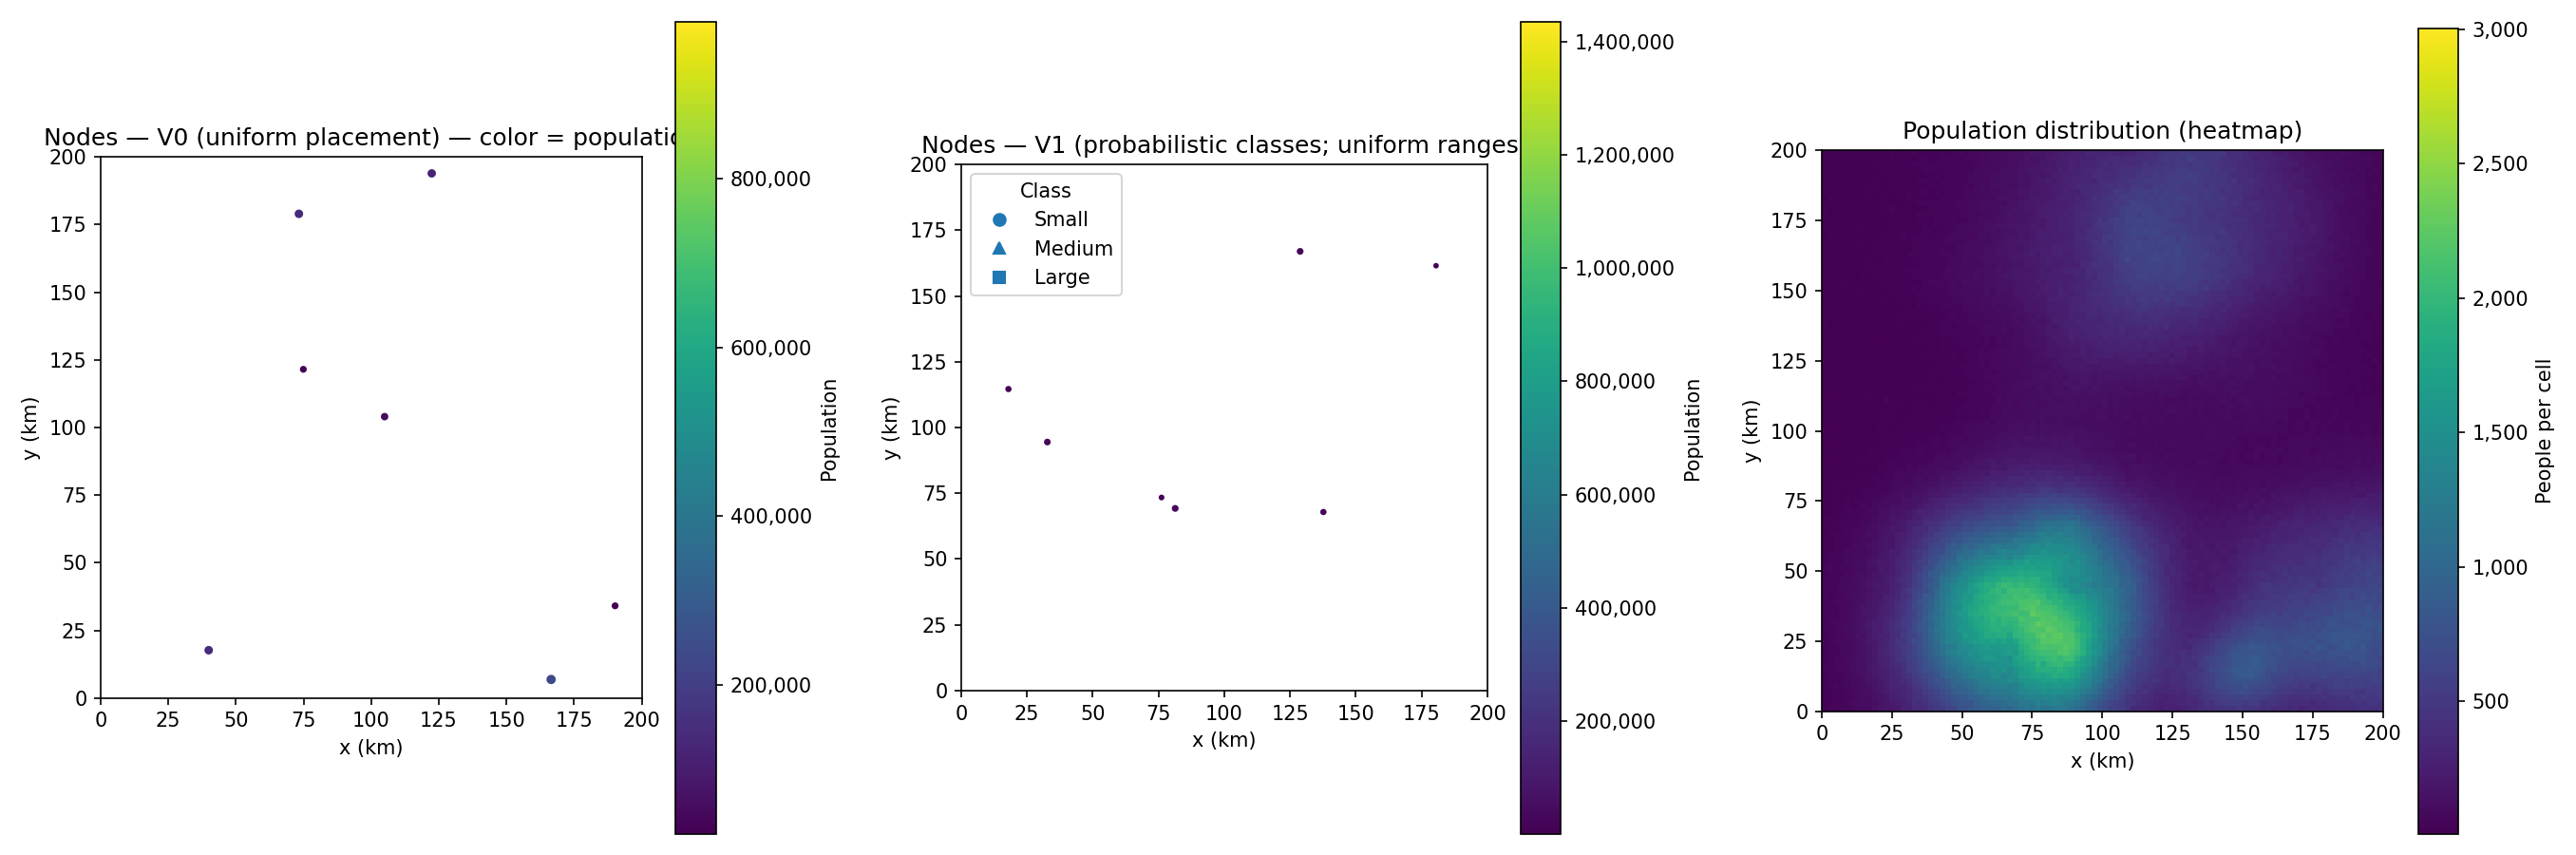 Nodes — V0 (uniform placement) — color = populatio
200
175
150
125
100
75
50
25
0
0 25 50 75 100 125 150 175 200
x (km)
y (km)
800,000
600,000
400,000
200,000
Population
Nodes — V1 (probabilistic classes; uniform ranges
Class
Small
Medium
Large
200
175
150
125
100
75
50
25
0
0 25 50 75 100 125 150 175 200
x (km)
y (km)
1,400,000
1,200,000
1,000,000
800,000
600,000
400,000
200,000
Population
Population distribution (heatmap)
200
175
150
125
100
75
50
25
0
0 25 50 75 100 125 150 175 200
x (km)
y (km)
3,000
2,500
2,000
1,500
1,000
500
People per cell